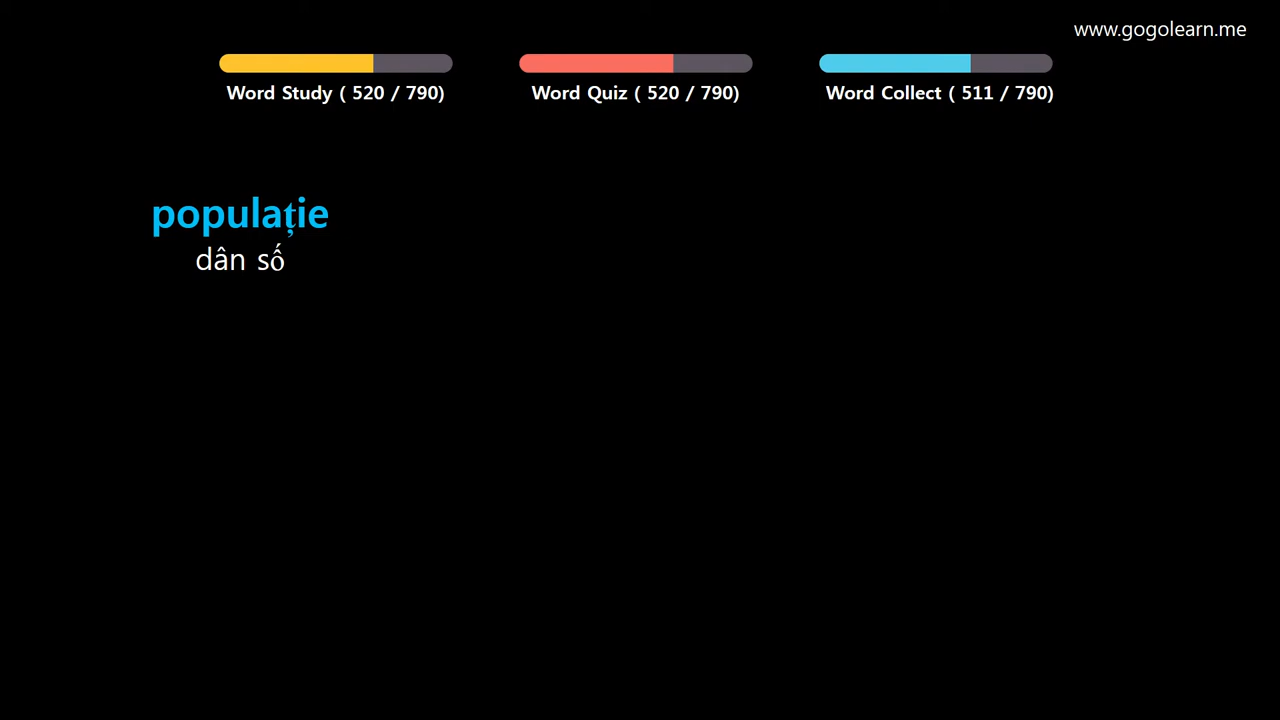 www.gogolearn.me
Word Study ( 520 / 790)
Word Quiz ( 520 / 790)
Word Collect ( 511 / 790)
populație
dân số